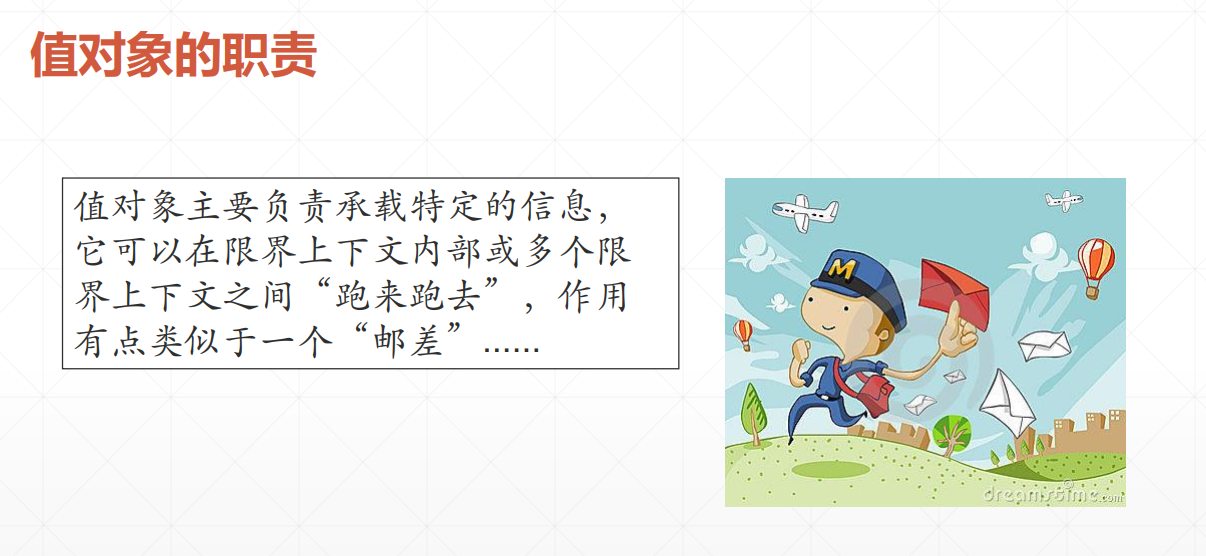 值对象的职责
值对象主要负责承载特定的信息，
它可以在限界上下文内部或多个限
界上下文之间“跑来跑去”，作用
有点类似于一个“邮差”……
M
dreamstime.com